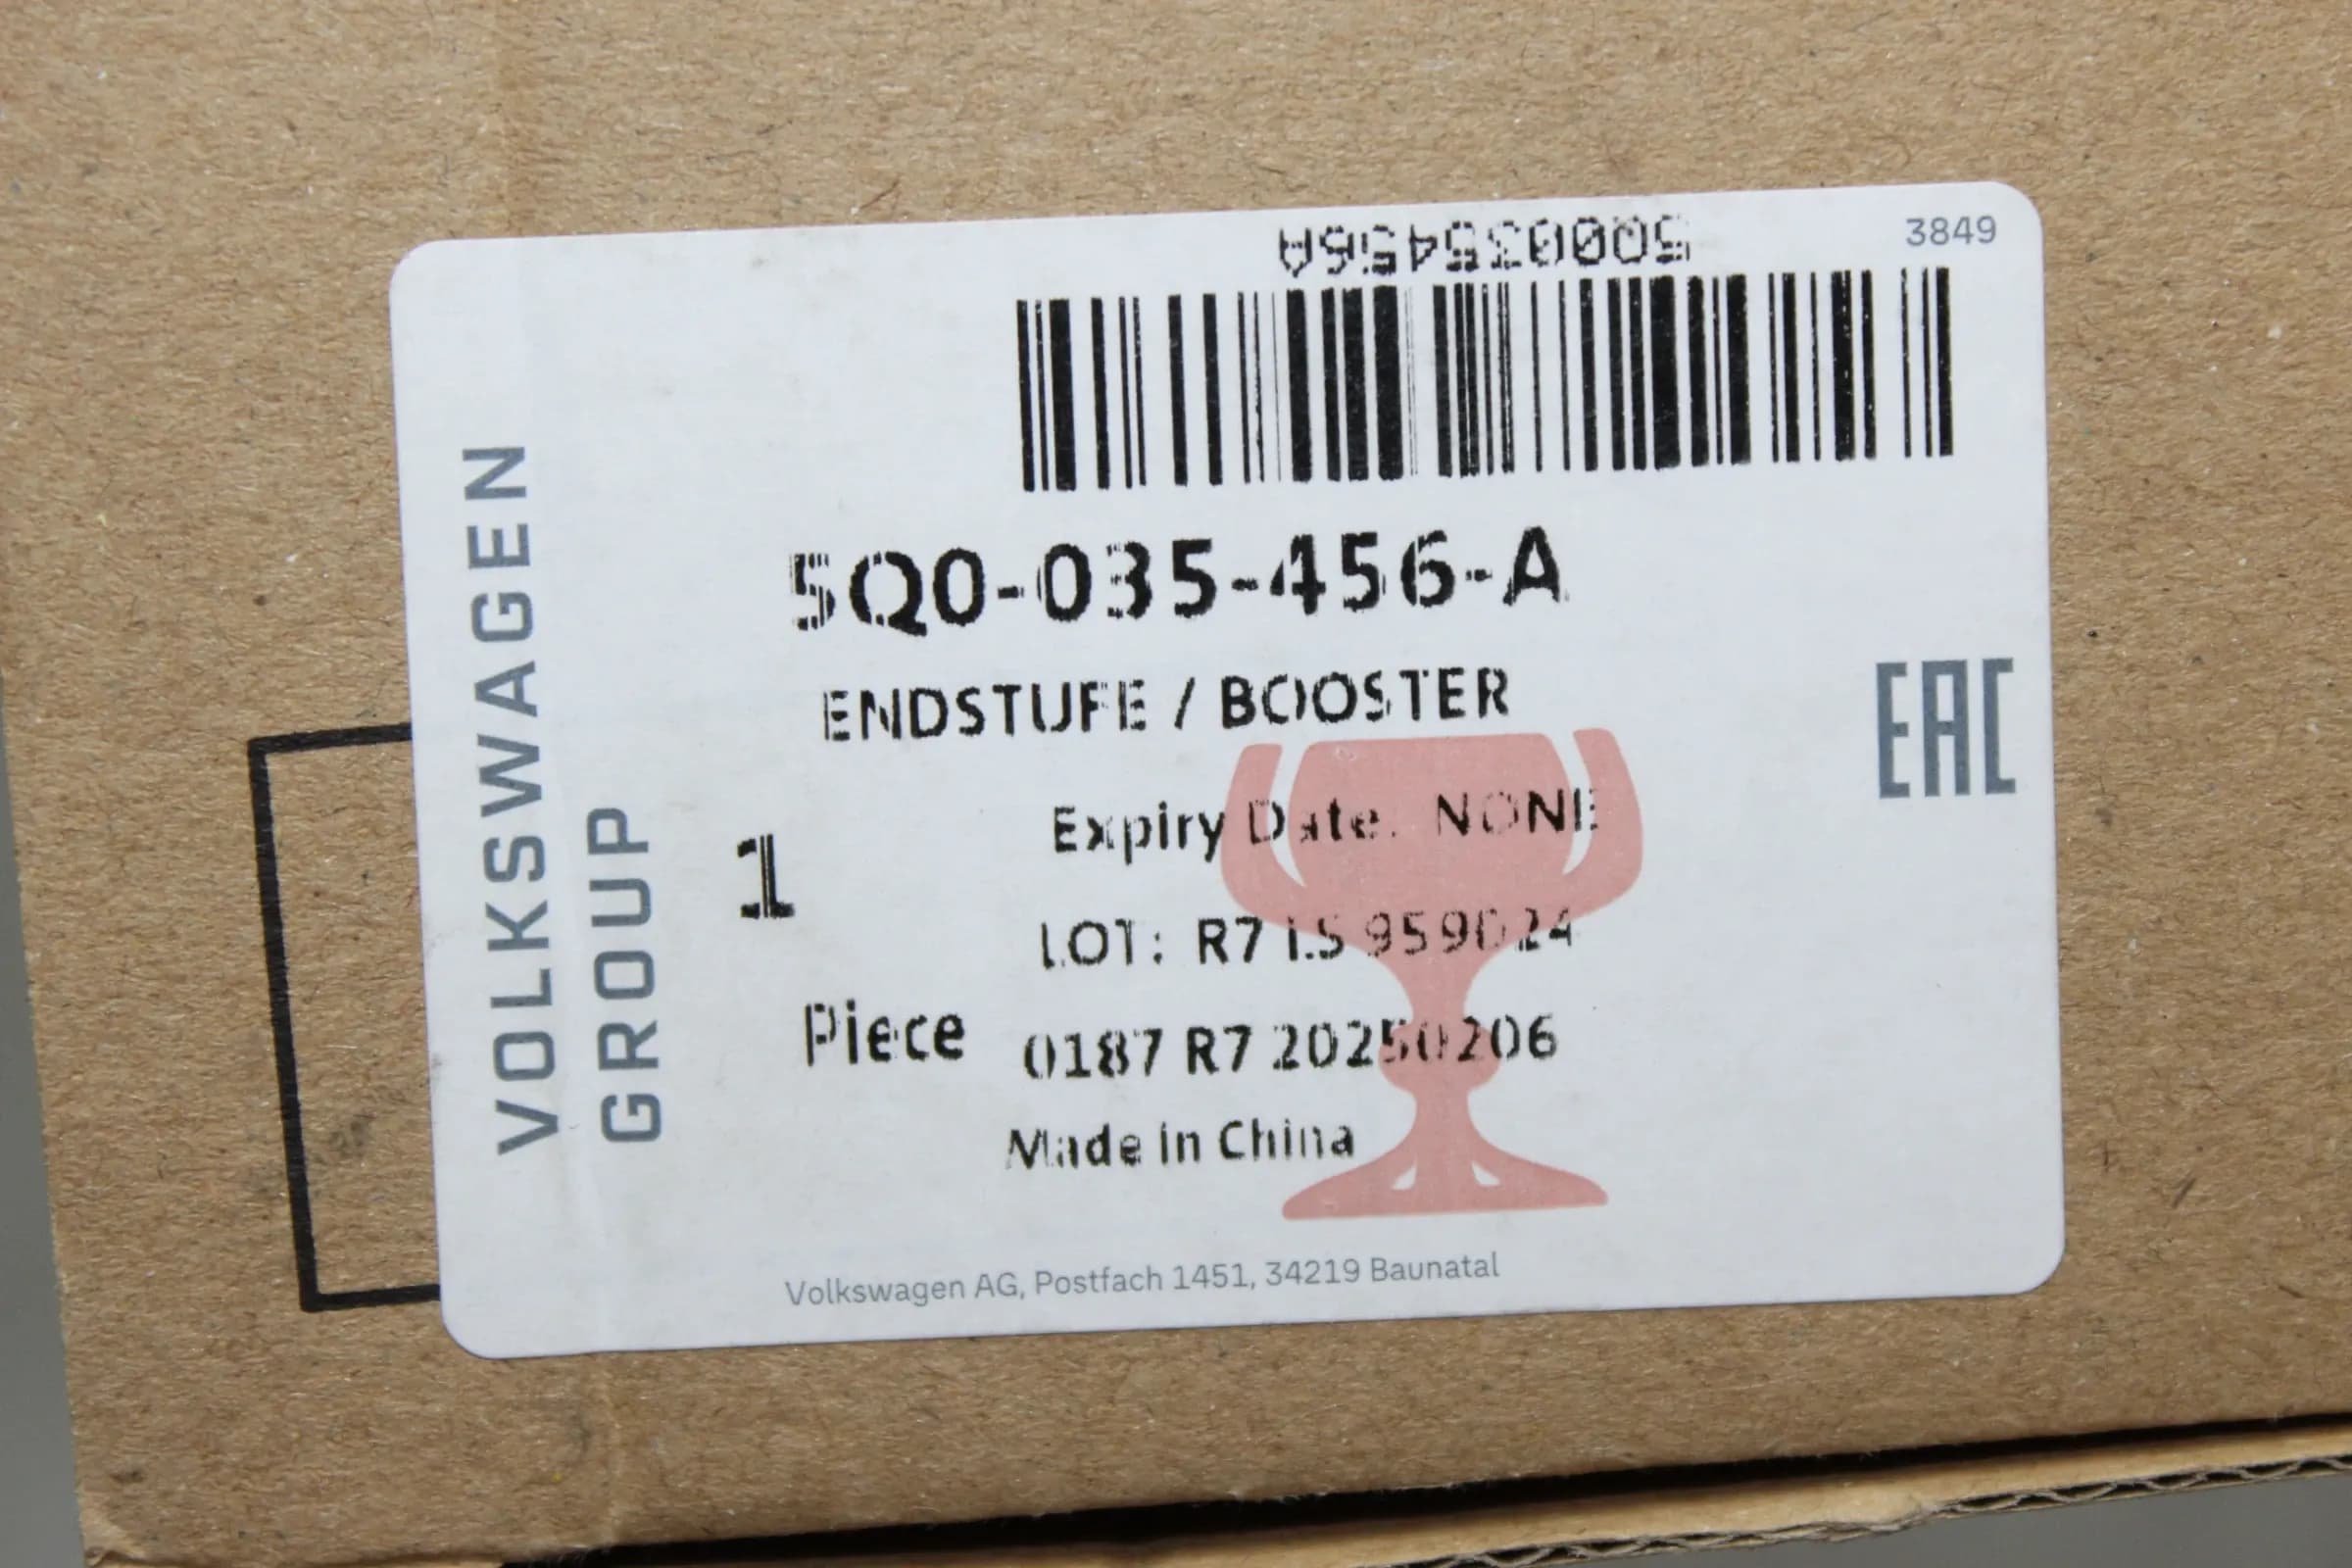 5Q0035456A
3849
5Q0-035-456-A
ENDSTUFE / BOOSTER
EAC
VOLKSWAGEN
GROUP
1
Piece
Expiry Date: NONE
LOT: R7 LS 959D24
0187 R7 20250206
Made in China
Volkswagen AG, Postfach 1451, 34219 Baunatal